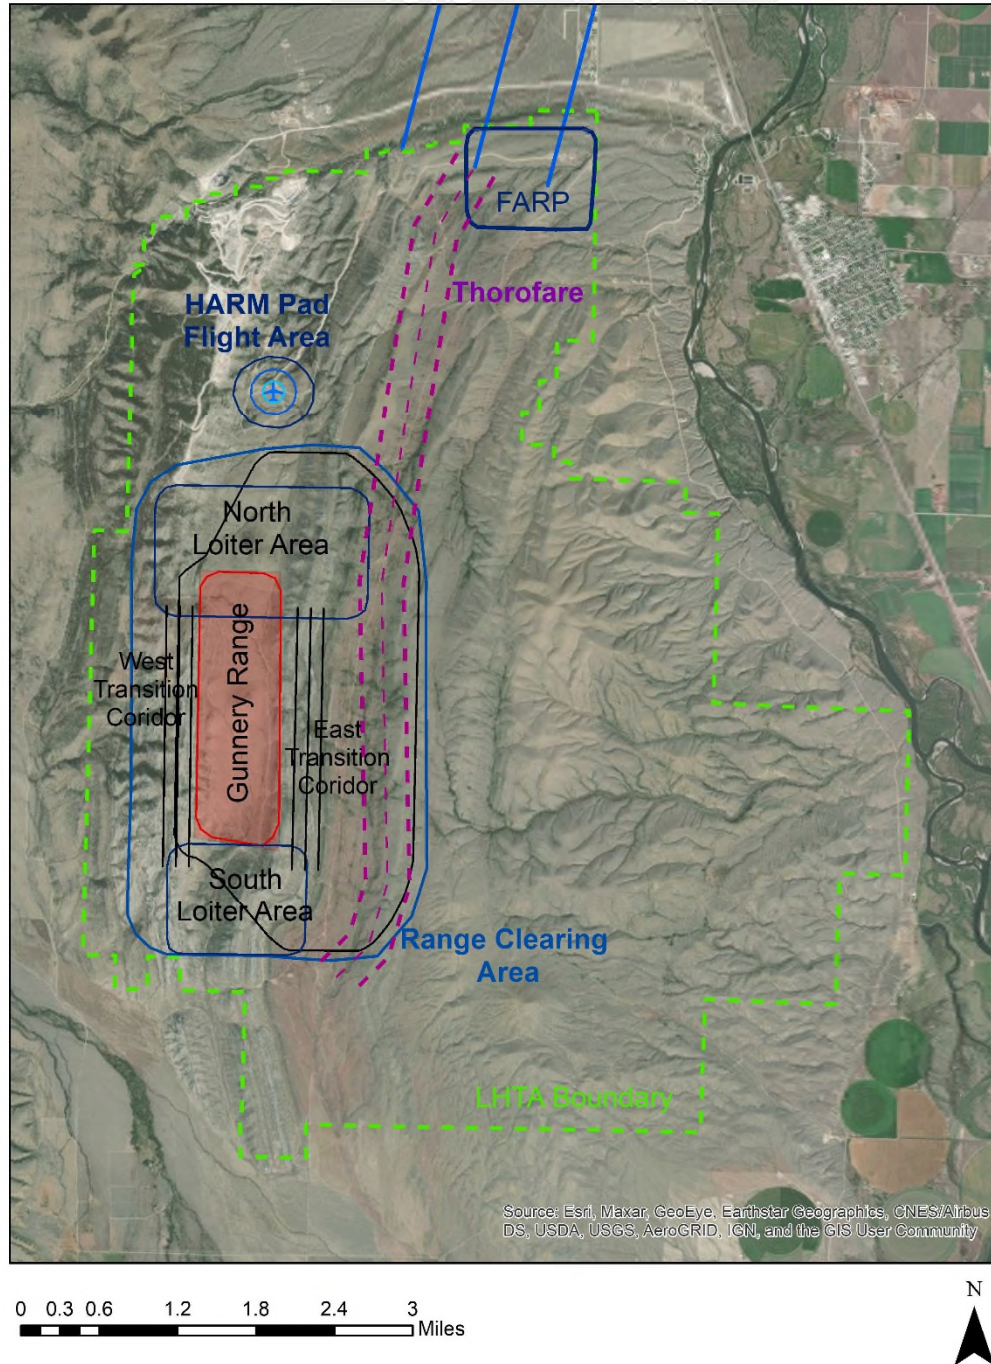 FARP
Thorofare
HARM Pad
Flight Area
North
Loiter Area
Gunnery Range
West
Transition
Coridor
East
Transition
Coridor
South
Loiter Area
Range Clearing
Area
LHTA Boundary
Source: Esri, Maxar, GeoEye, Earthstar Geographics, CNES/Airbus
DS, USDA, USGS, AeroGRID, IGN, and the GIS User Community
0 0.3 0.6 1.2 1.8 2.4 3
Miles
N